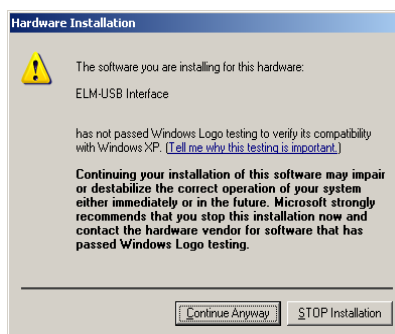 Hardware Installation
The software you are installing for this hardware:
ELM-USB Interface
has not passed Windows Logo testing to verify its compatibility
with Windows XP. (Tell me why this testing is important.)
Continuing your installation of this software may impair
or destabilize the correct operation of your system
either immediately or in the future. Microsoft strongly
recommends that you stop this installation now and
contact the hardware vendor for software that has
passed Windows Logo testing.
Continue Anyway STOP Installation